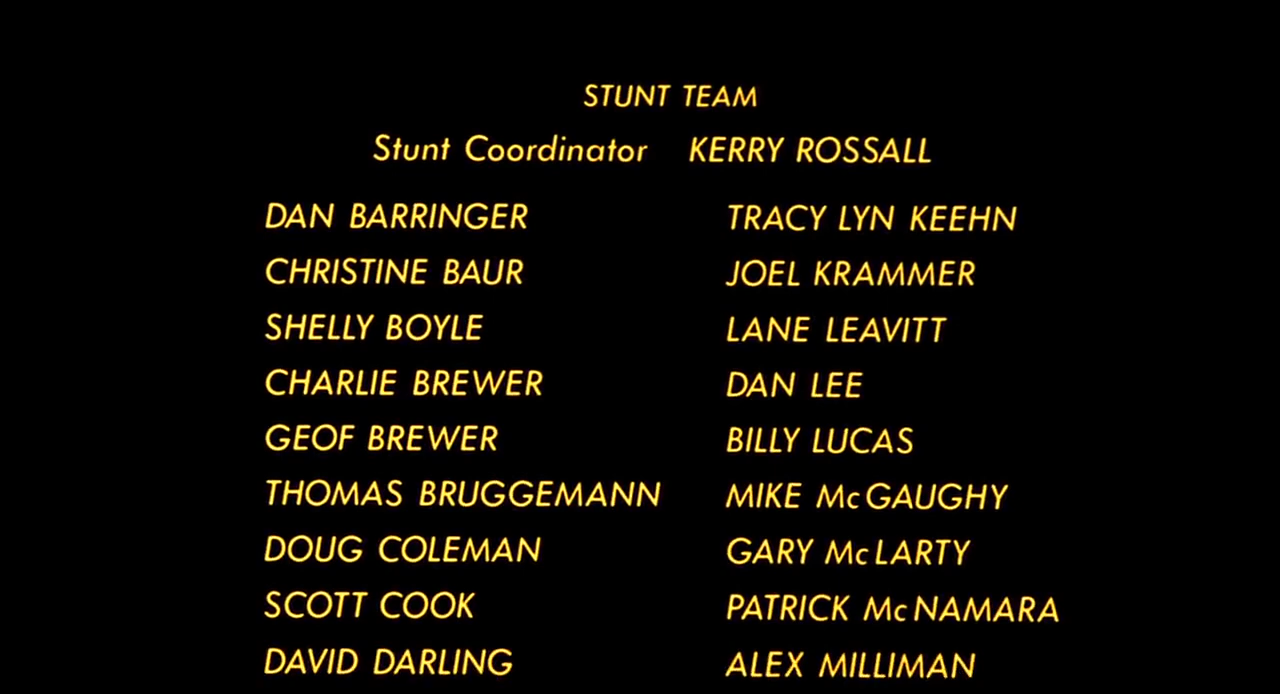 STUNT TEAM
Stunt Coordinator KERRY ROSSALL
DAN BARRINGER
CHRISTINE BAUR
SHELLY BOYLE
CHARLIE BREWER
GEOF BREWER
THOMAS BRUGGEMANN
DOUG COLEMAN
SCOTT COOK
DAVID DARLING
TRACY LYN KEEHN
JOEL KRAMMER
LANE LEAVITT
DAN LEE
BILLY LUCAS
MIKE McGAUGHY
GARY McLARTY
PATRICK McNAMARA
ALEX MILLIMAN